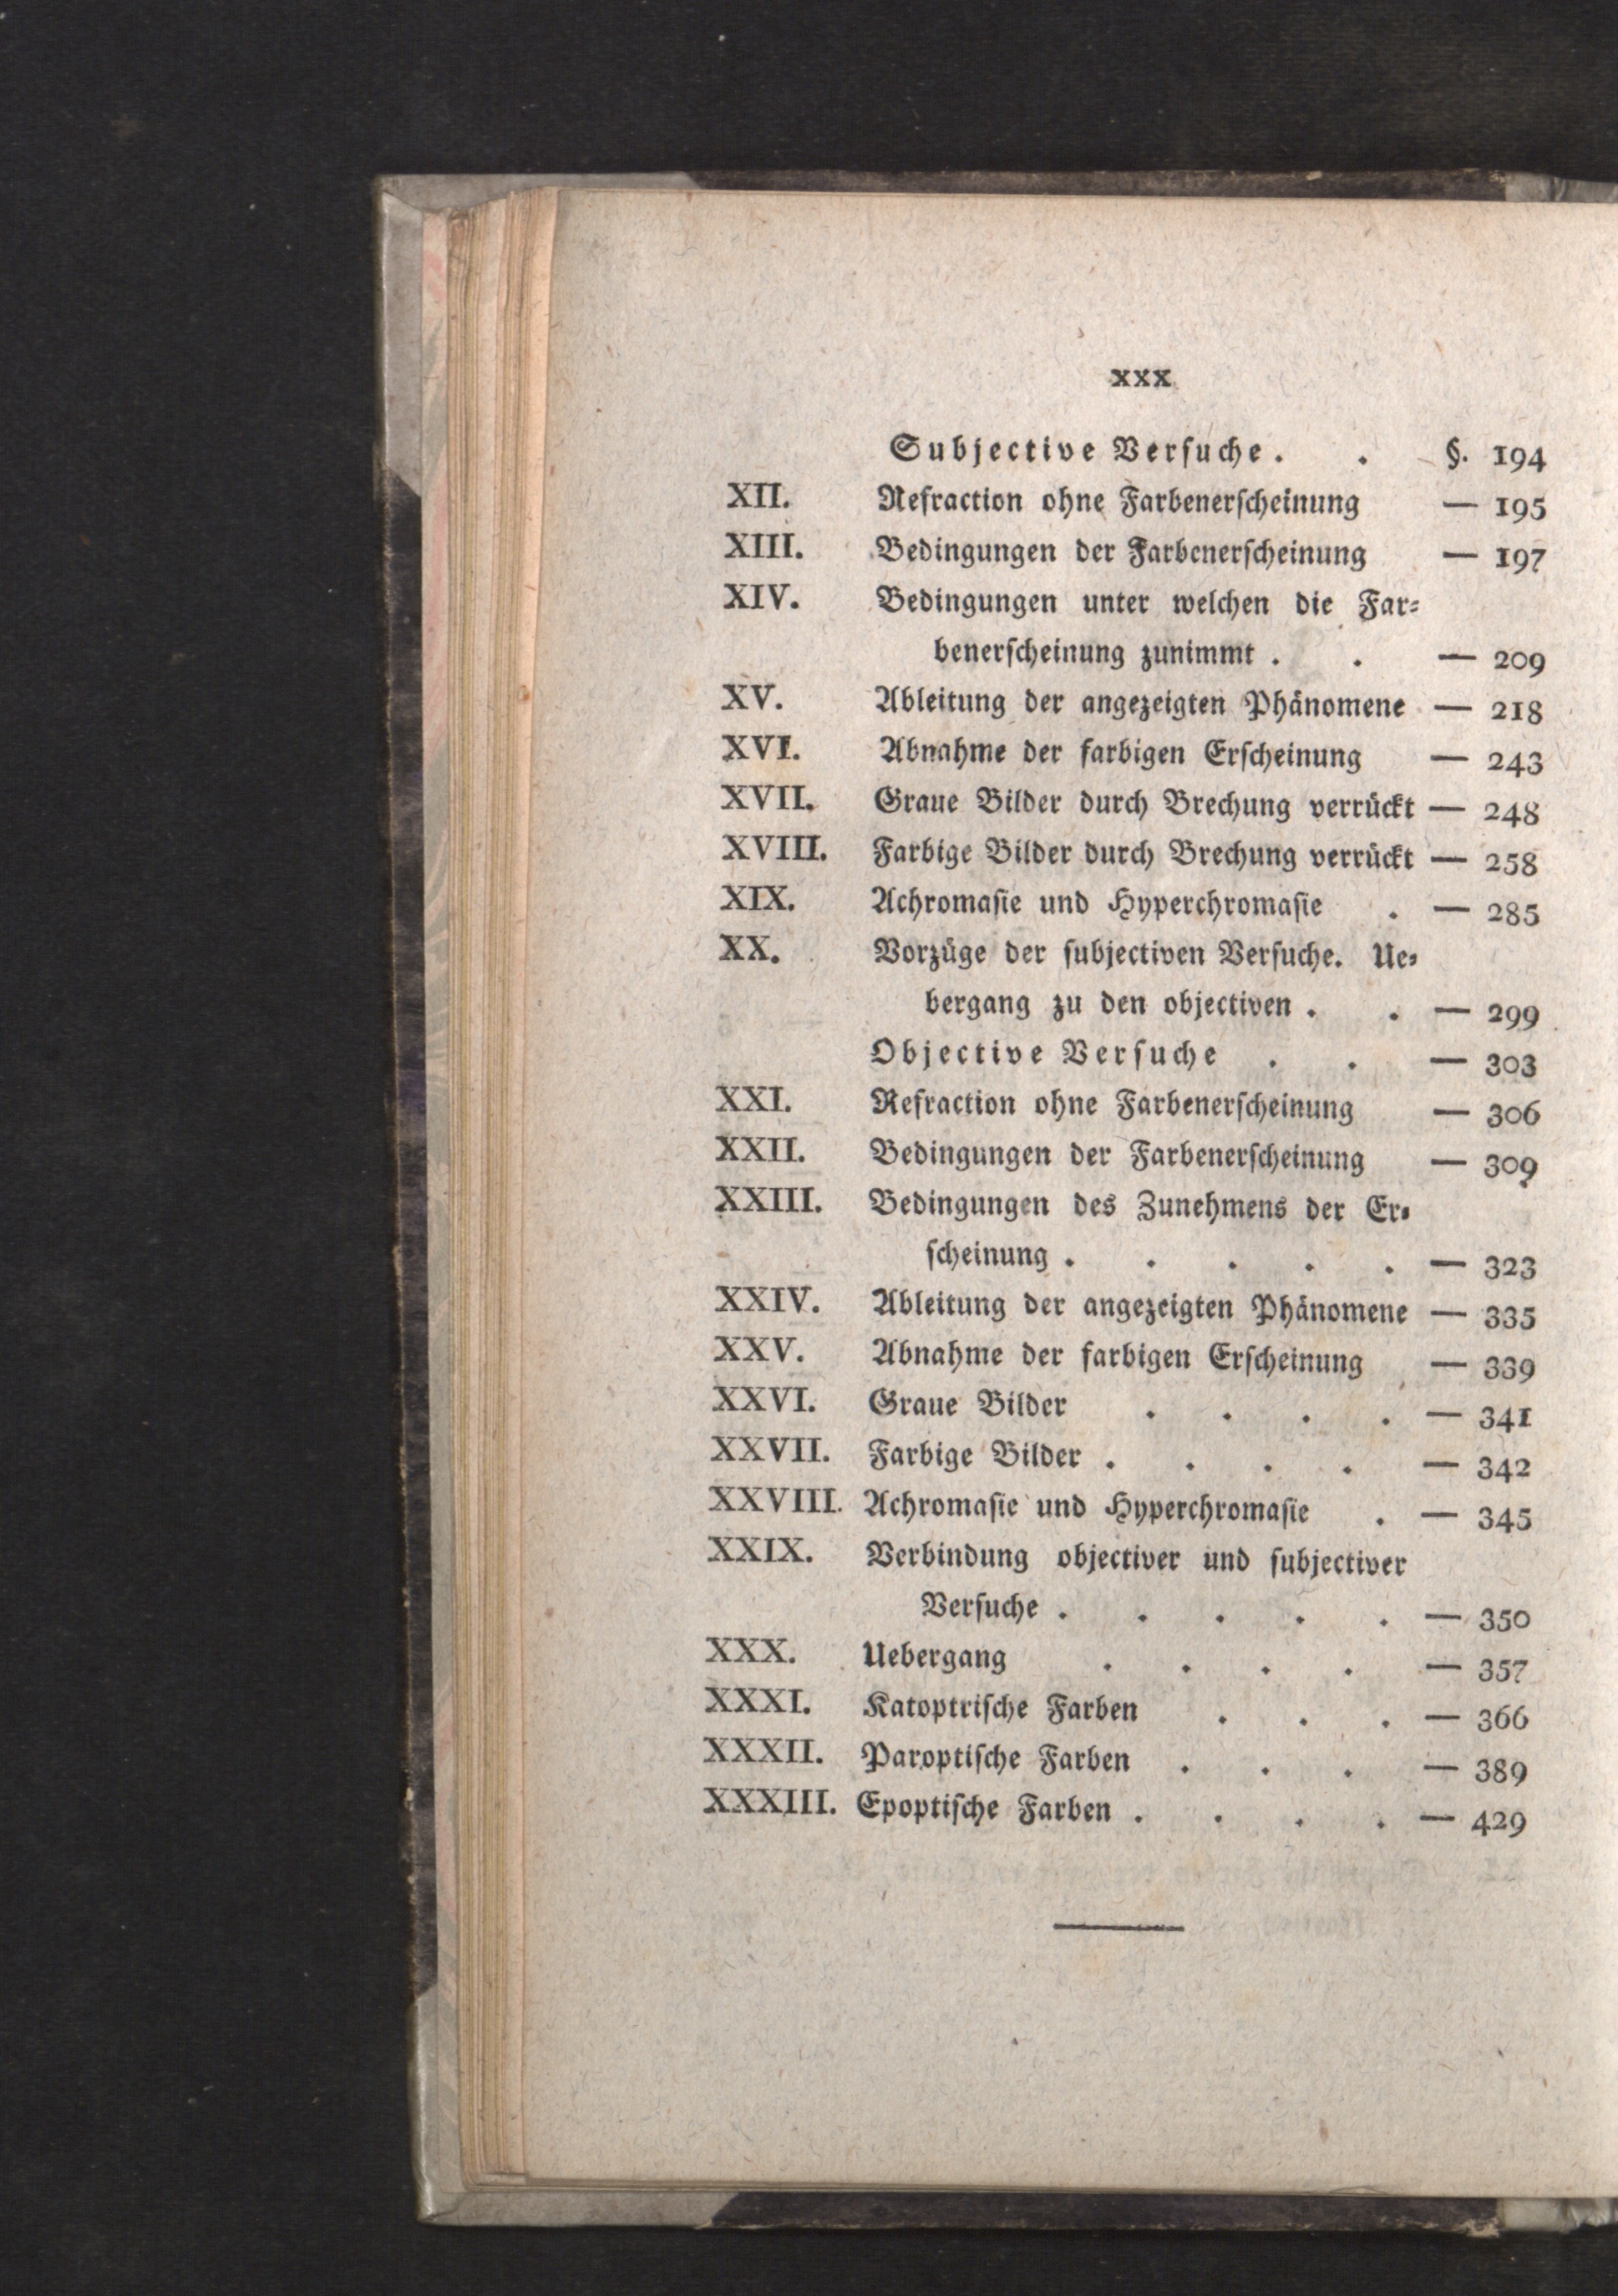 xxx
Subjective Versuche . . §. 194
XII. Refraction ohne Farbenerscheinung — 195
XIII. Bedingungen der Farbenerscheinung — 197
XIV. Bedingungen unter welchen die Far-
benerscheinung zunimmt . . — 209
XV. Ableitung der angezeigten Phänomene — 218
XVI. Abnahme der farbigen Erscheinung — 243
XVII. Graue Bilder durch Brechung verrückt — 248
XVIII. Farbige Bilder durch Brechung verrückt — 258
XIX. Achromasie und Hyperchromasie . — 285
XX. Vorzüge der subjectiven Versuche. Ue-
bergang zu den objectiven . . — 299
Objective Versuche . . — 303
XXI. Refraction ohne Farbenerscheinung — 306
XXII. Bedingungen der Farbenerscheinung — 309
XXIII. Bedingungen des Zunehmens der Er-
scheinung . . . . . — 323
XXIV. Ableitung der angezeigten Phänomene — 335
XXV. Abnahme der farbigen Erscheinung — 339
XXVI. Graue Bilder . . . . — 341
XXVII. Farbige Bilder . . . . — 342
XXVIII. Achromasie und Hyperchromasie . — 345
XXIX. Verbindung objectiver und subjectiver
Versuche . . . . . — 350
XXX. Uebergang . . . . — 357
XXXI. Katoptrische Farben . . . — 366
XXXII. Paroptische Farben . . . — 389
XXXIII. Epoptische Farben . . . . — 429